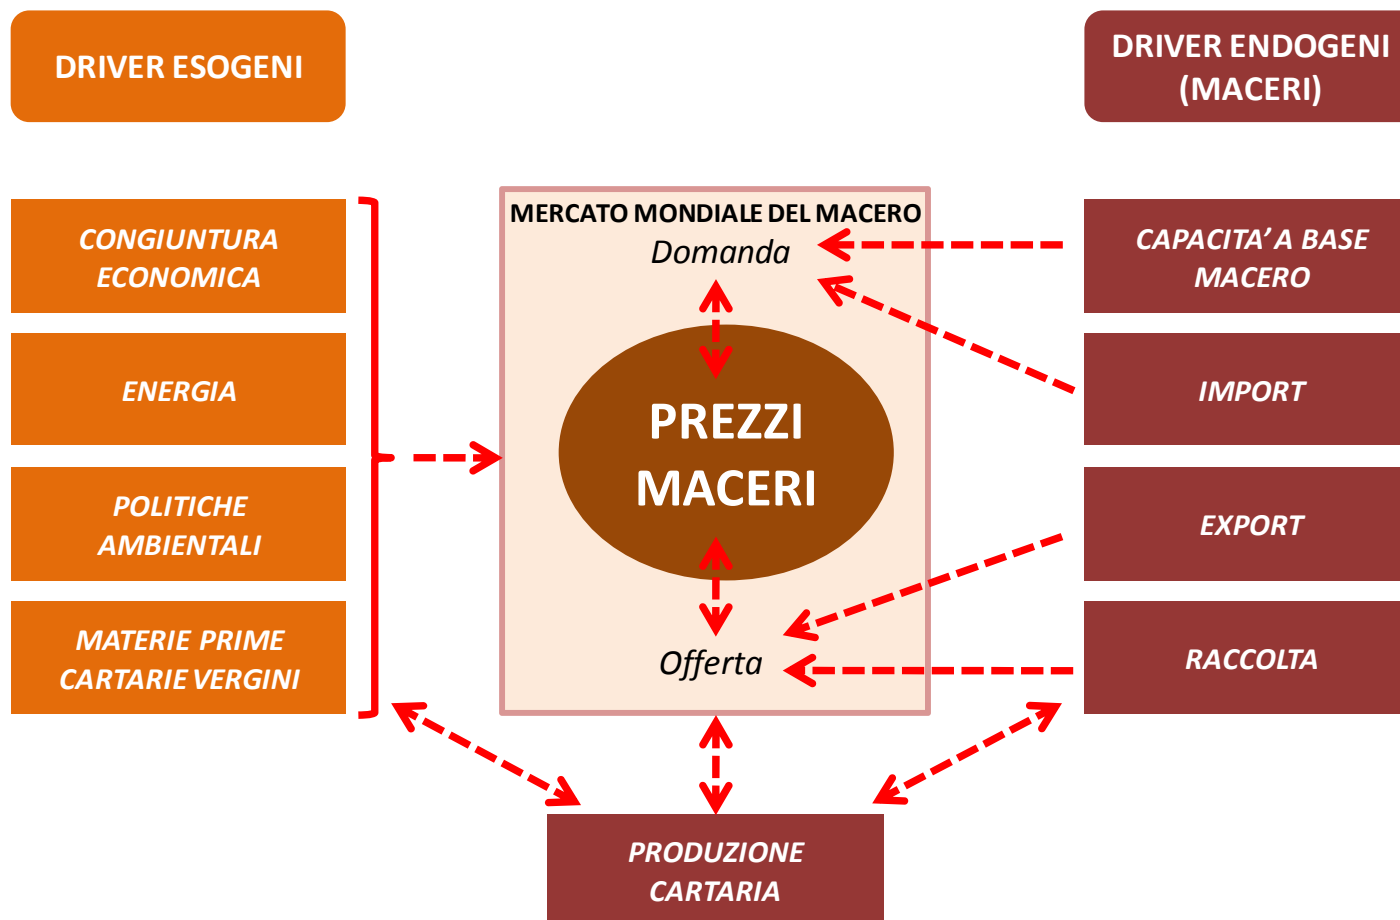 DRIVER ESOGENI
DRIVER ENDOGENI
(MACERI)
CONGIUNTURA
ECONOMICA
ENERGIA
POLITICHE
AMBIENTALI
MATERIE PRIME
CARTARIE VERGINI
MERCATO MONDIALE DEL MACERO
Domanda
PREZZI
MACERI
Offerta
CAPACITA’ A BASE
MACERO
IMPORT
EXPORT
RACCOLTA
PRODUZIONE
CARTARIA